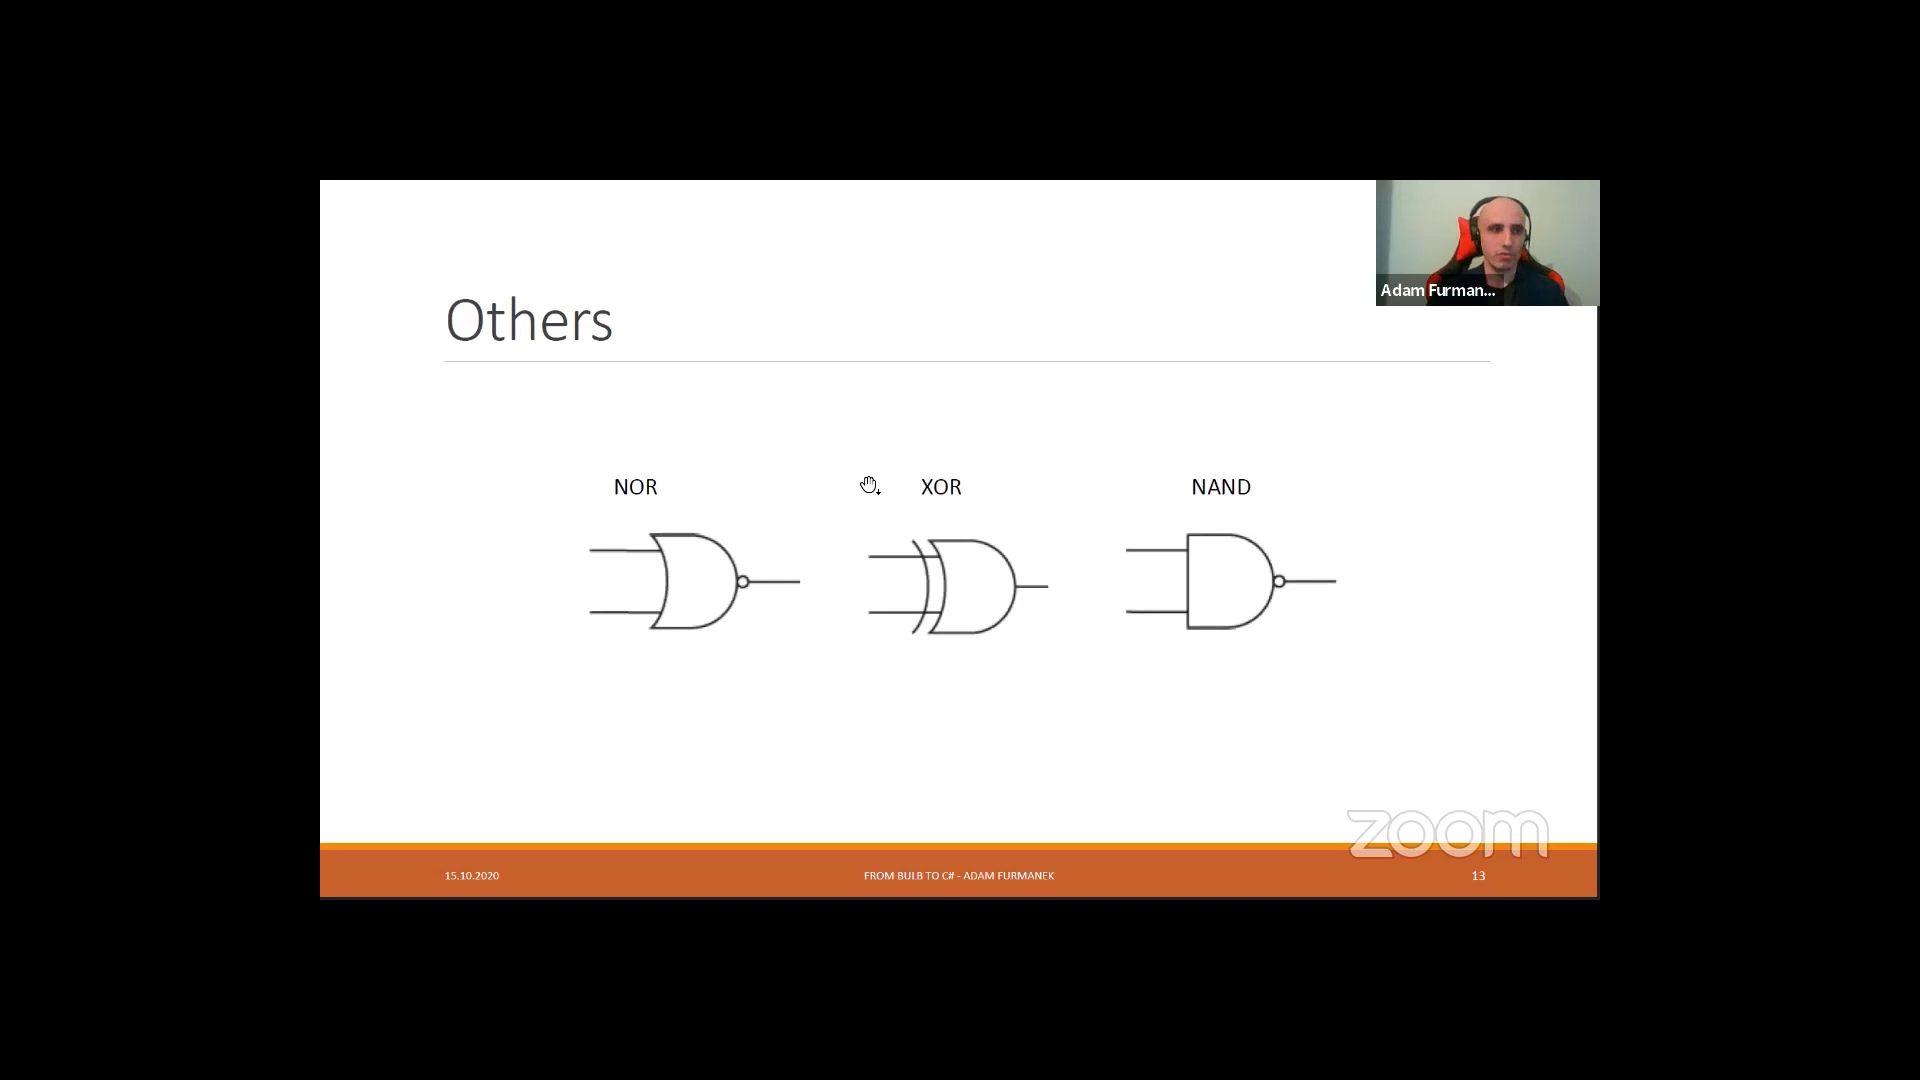 Adam Furman...
Others
NOR
XOR
NAND
zoom
15.10.2020
FROM BULB TO C# - ADAM FURMANEK
13